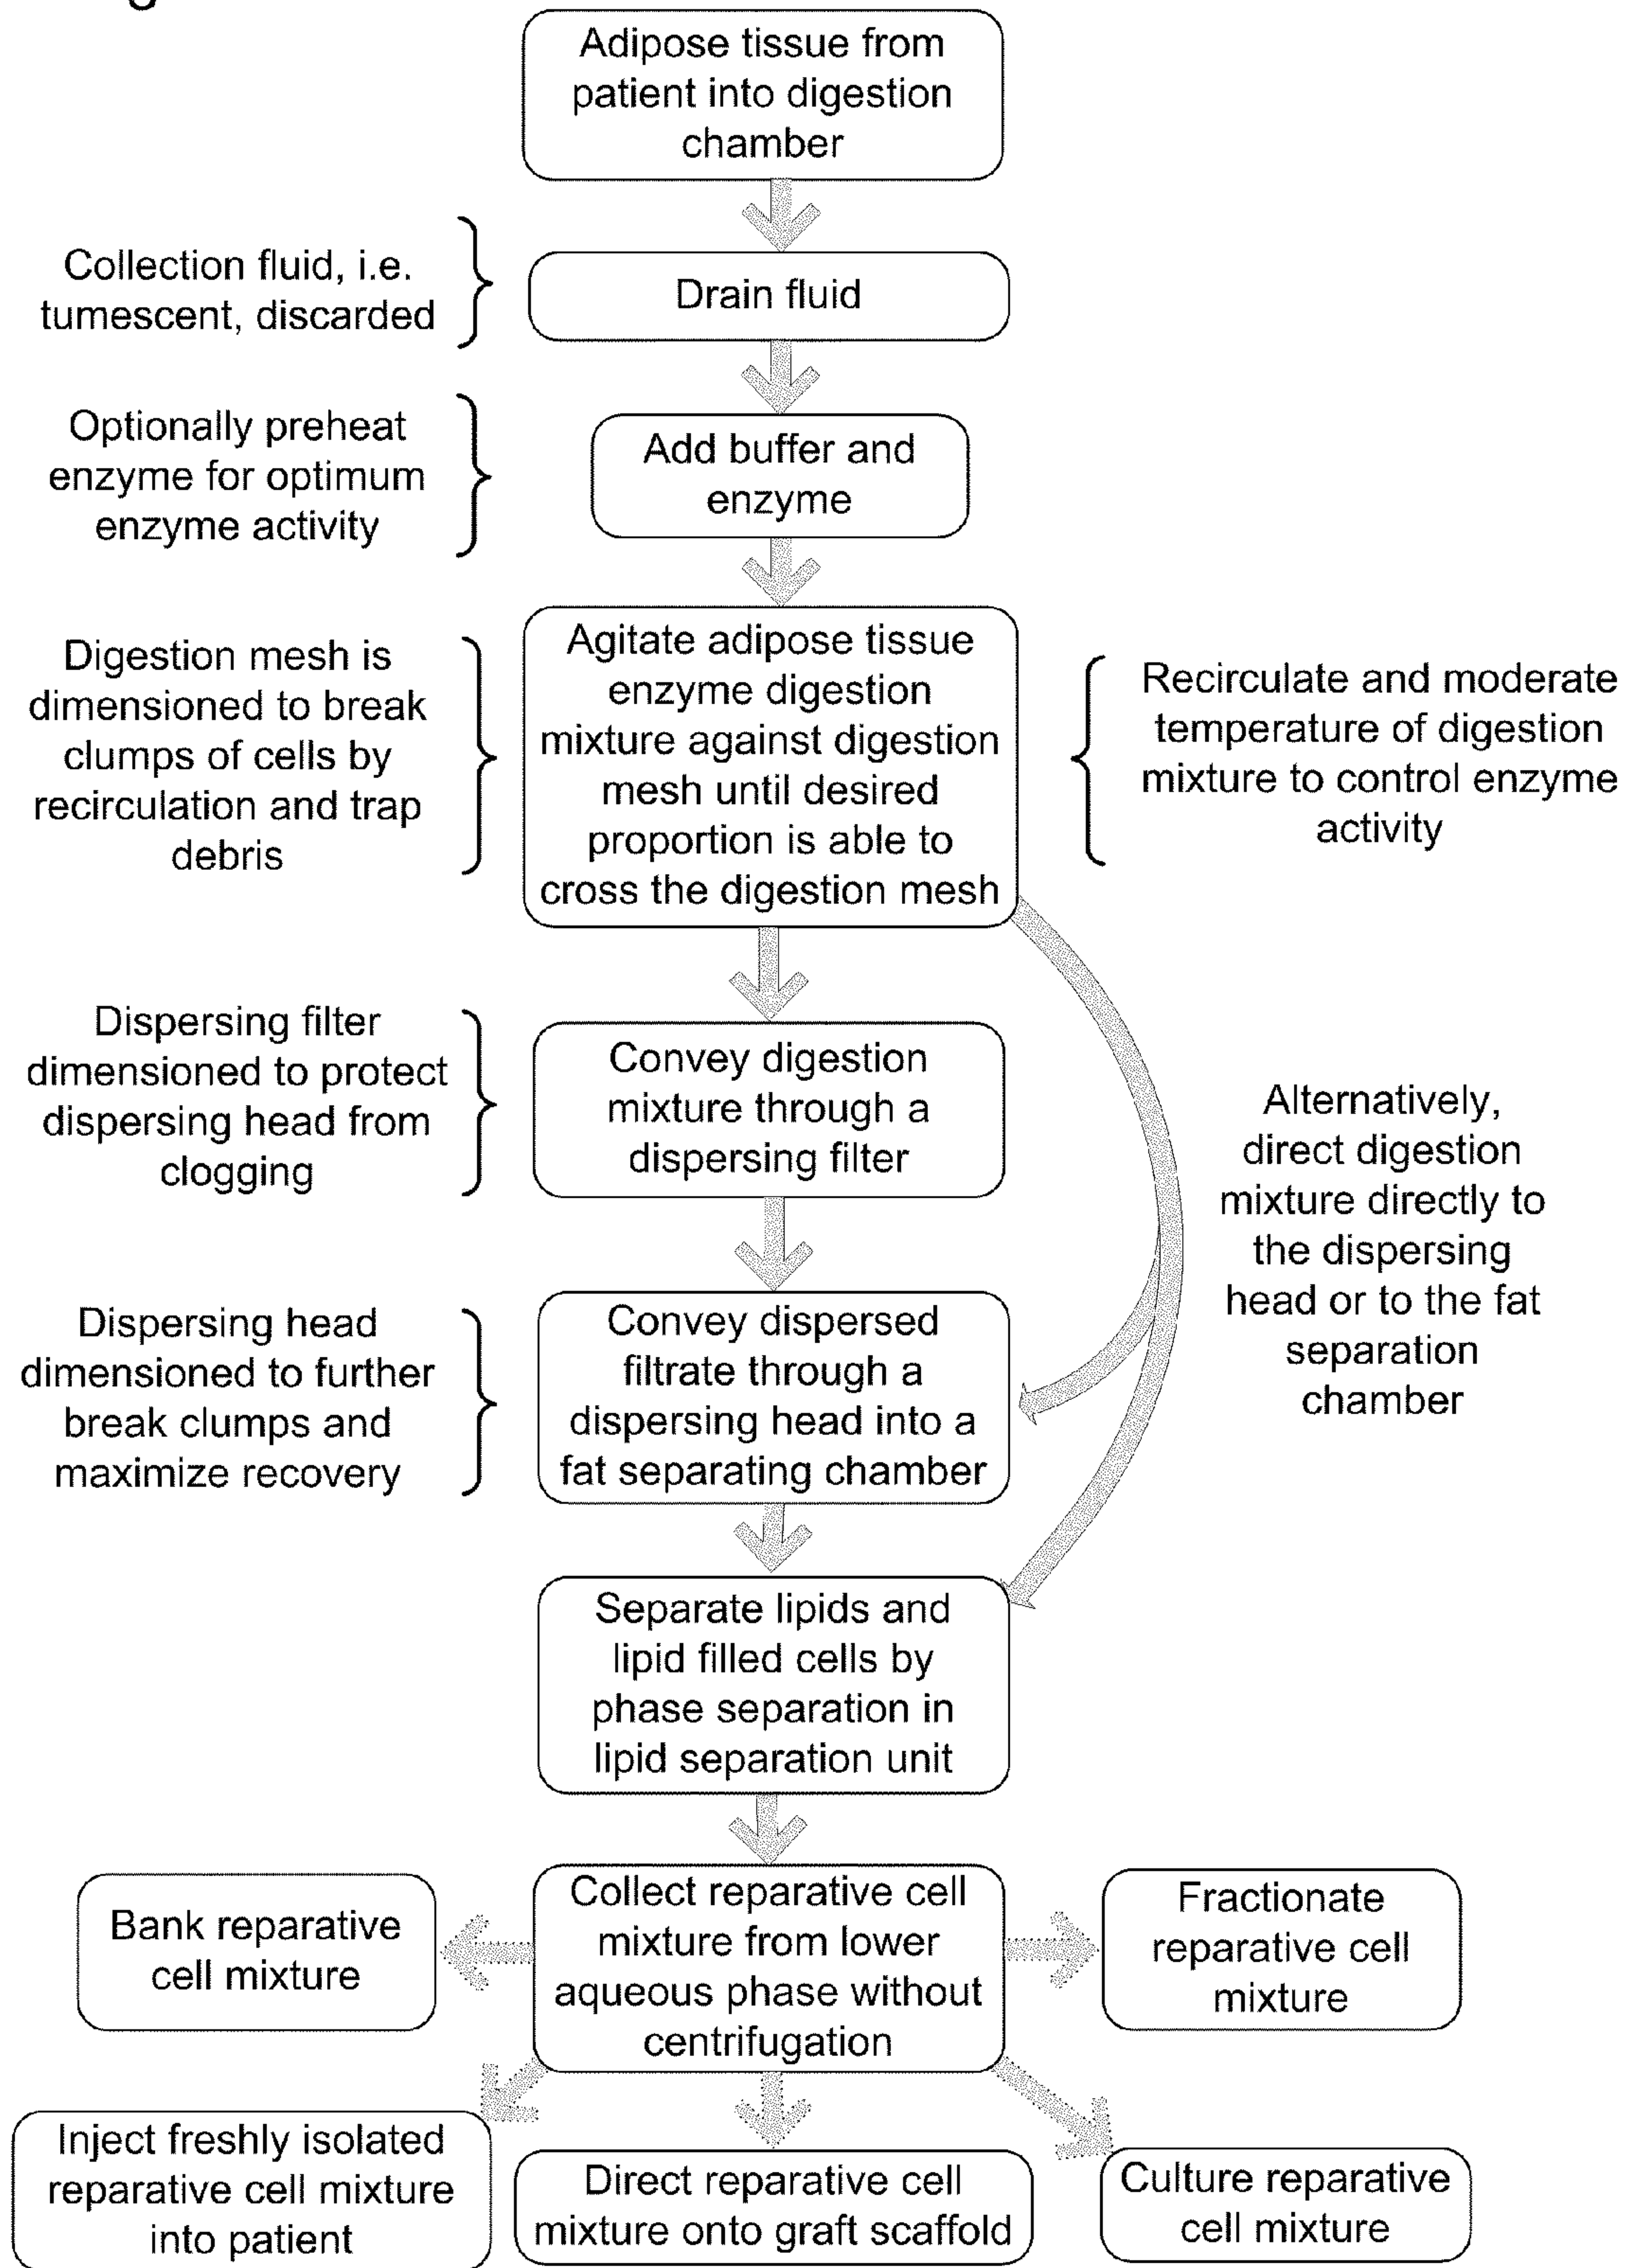 Adipose tissue from
patient into digestion
chamber
Collection fluid, i.e.
tumescent, discarded
Drain fluid
Optionally preheat
enzyme for optimum
enzyme activity
Add buffer and
enzyme
Digestion mesh is
dimensioned to break
clumps of cells by
recirculation and trap
debris
Agitate adipose tissue
enzyme digestion
mixture against digestion
mesh until desired
proportion is able to
cross the digestion mesh
Recirculate and moderate
temperature of digestion
mixture to control enzyme
activity
Dispersing filter
dimensioned to protect
dispersing head from
clogging
Convey digestion
mixture through a
dispersing filter
Alternatively,
direct digestion
mixture directly to
the dispersing
head or to the fat
separation
chamber
Dispersing head
dimensioned to further
break clumps and
maximize recovery
Convey dispersed
filtrate through a
dispersing head into a
fat separating chamber
Separate lipids and
lipid filled cells by
phase separation in
lipid separation unit
Bank reparative
cell mixture
Collect reparative cell
mixture from lower
aqueous phase without
centrifugation
Fractionate
reparative cell
mixture
Inject freshly isolated
reparative cell mixture
into patient
Direct reparative cell
mixture onto graft scaffold
Culture reparative
cell mixture